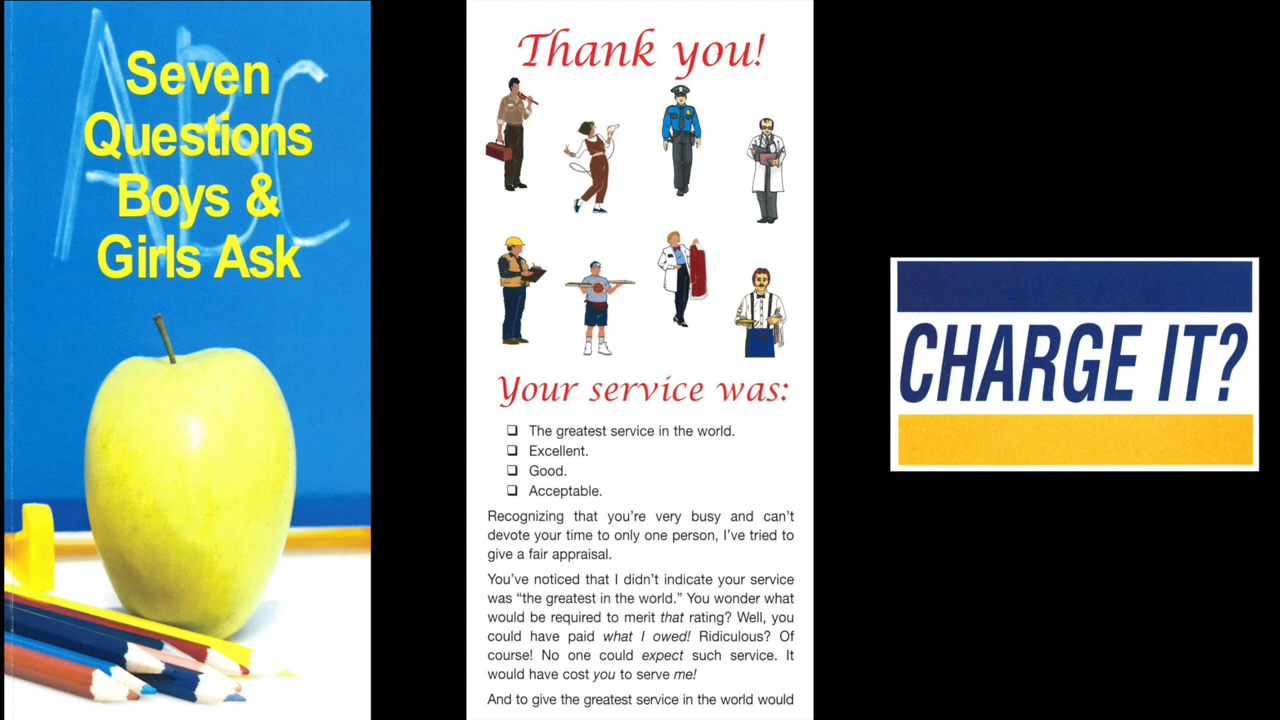 ABC
Seven
Questions
Boys &
Girls Ask
Thank you!
Your service was:
❑ The greatest service in the world.
❑ Excellent.
❑ Good.
❑ Acceptable.
Recognizing that you're very busy and can't
devote your time to only one person, I've tried to
give a fair appraisal.
You've noticed that I didn't indicate your service
was “the greatest in the world.” You wonder what
would be required to merit that rating? Well, you
could have paid what I owed! Ridiculous? Of
course! No one could expect such service. It
would have cost you to serve me!
And to give the greatest service in the world would
CHARGE IT?